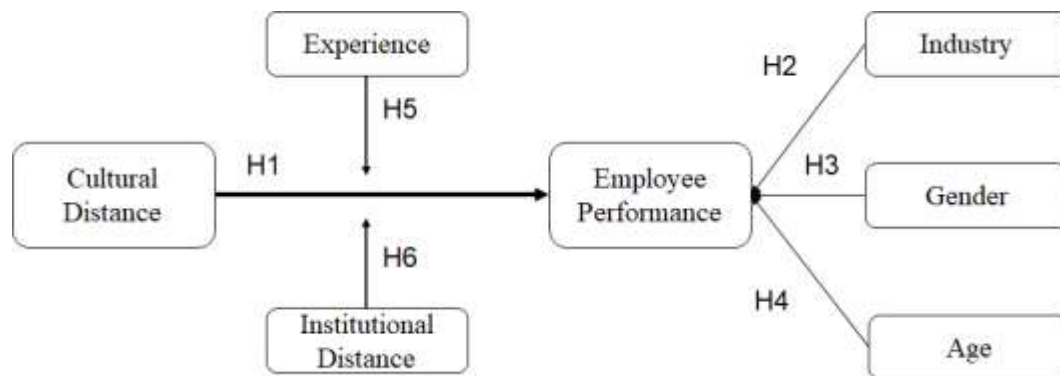 Experience
Industry
H2
H5
H1
Cultural
Distance
Employee
Performance
H3
Gender
H6
H4
Institutional
Distance
Age